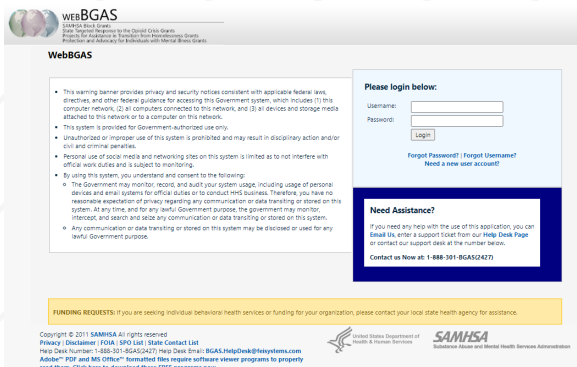 WEBBGAS
SAMHSA Block Grants
State Targeted Response to the Opioid Crisis Grants
Projects for Assistance in Transition from Homelessness Grants
Protection and Advocacy for Individuals with Mental Illness Grants
WebBGAS
This warning banner provides privacy and security notices consistent with applicable federal laws,
directives, and other federal guidance for accessing this Government system, which includes (1) this
computer network, (2) all computers connected to this network, and (3) all devices and storage media
attached to this network or to a computer on this network.
This system is provided for Government-authorized use only.
Unauthorized or improper use of this system is prohibited and may result in disciplinary action and/or
civil and criminal penalties.
Personal use of social media and networking sites on this system is limited as to not interfere with
official work duties and is subject to monitoring.
By using this system, you understand and consent to the following:
The Government may monitor, record, and audit your system usage, including usage of personal
devices and email systems for official duties or to conduct HHS business. Therefore, you have no
reasonable expectation of privacy regarding any communication or data transiting or stored on this
system. At any time, and for any lawful Government purpose, the government may monitor,
intercept, and search and seize any communication or data transiting or stored on this system.
Any communication or data transiting or stored on this system may be disclosed or used for any
lawful Government purpose.
Please login below:
Username:
Password:
Login
Forgot Password? | Forgot Username?
Need a new user account?
Need Assistance?
If you need any help with the use of this application, you can
Email Us, enter a support ticket from our Help Desk Page
or contact our support desk at the number below.
Contact us Now at: 1-888-301-BGAS(2427)
FUNDING REQUESTS: If you are seeking individual behavioral health services or funding for your organization, please contact your local state health agency for assistance.
Copyright © 2011 SAMHSA All rights reserved
Privacy | Disclaimer | FOIA | SPO List | State Contact List
Help Desk Number: 1-888-301-BGAS(2427) Help Desk Email: BGAS.HelpDesk@feisystems.com
Adobe™ PDF and MS Office™ formatted files require software viewer programs to properly
read them. Click here to download these FREE programs now
United States Department of
Health & Human Services
SAMHSA
Substance Abuse and Mental Health Services Administration